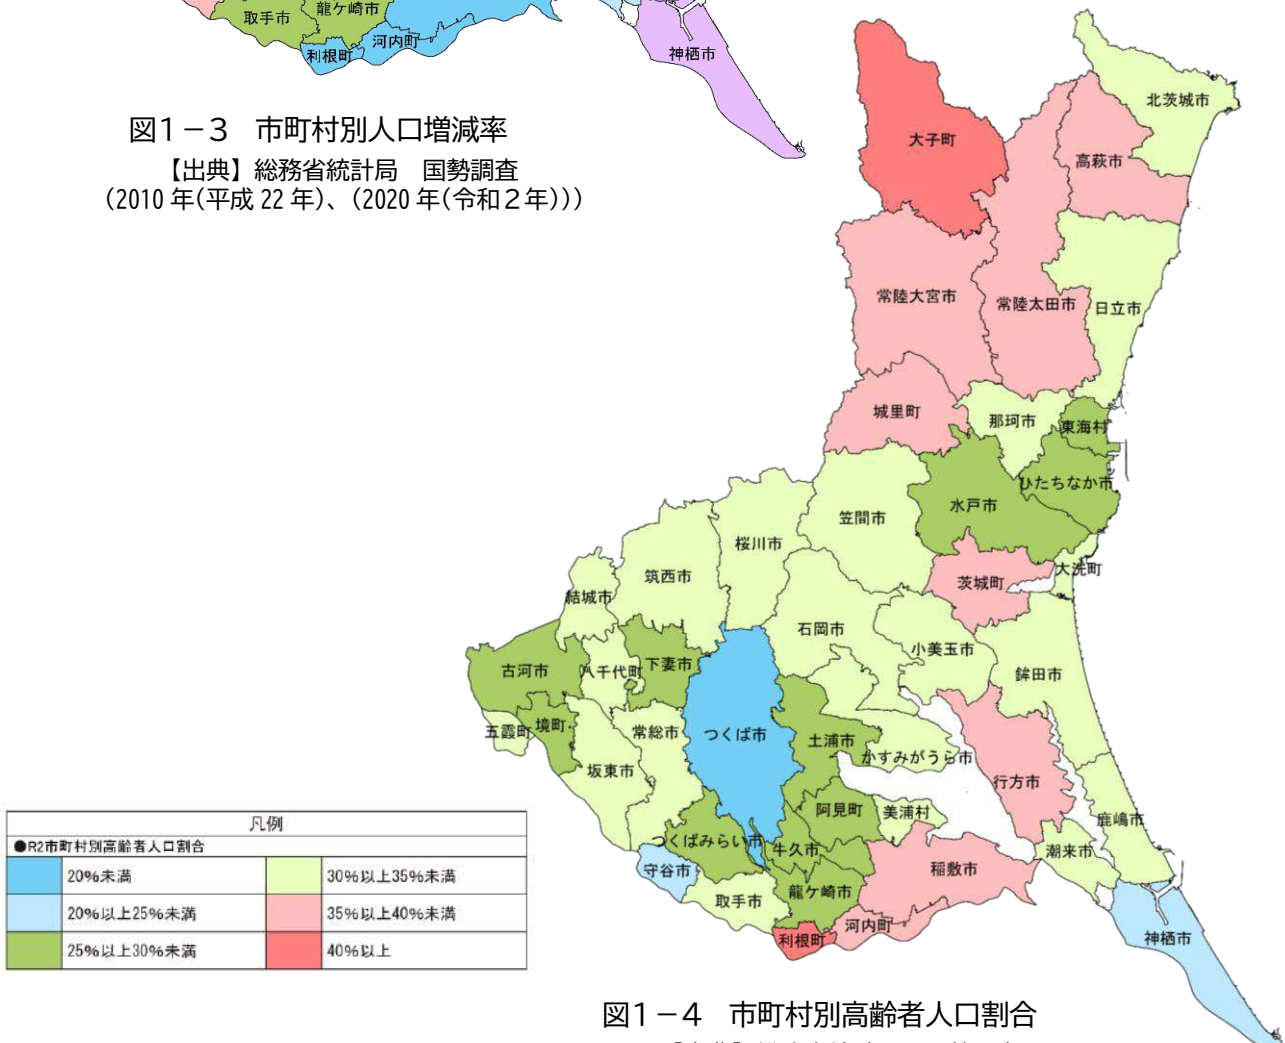 取手市
龍ケ崎市
利根町
河内町
神栖市
図1-3 市町村別人口増減率
【出典】総務省統計局 国勢調査
(2010年(平成22年)、(2020年(令和2年)))
北茨城市
大子町
高萩市
常陸大宮市
常陸太田市
日立市
城里町
那珂市
東海村
ひたちなか市
水戸市
笠間市
桜川市
筑西市
結城市
茨城町
大洗町
石岡市
小美玉市
鉾田市
古河市
八千代町
下妻市
五霞町
境町
常総市
つくば市
土浦市
かすみがうら市
坂東市
行方市
阿見町
美浦村
鹿嶋市
つくばみらい市
牛久市
潮来市
守谷市
稲敷市
取手市
龍ケ崎市
河内町
利根町
神栖市
凡例
●R2市町村別高齢者人口割合
20%未満
30%以上35%未満
20%以上25%未満
35%以上40%未満
25%以上30%未満
40%以上
図1-4 市町村別高齢者人口割合